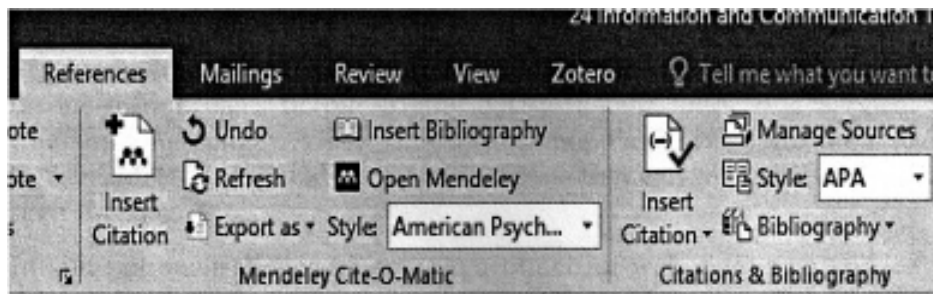 24 Information and Communication T
References Mailings Review View Zotero Tell me what you want to
ote Undo Insert Bibliography Manage Sources
ote Refresh Open Mendeley Style: APA
Insert Citation Export as Style: American Psych... Insert Citation Bibliography
s Mendeley Cite-O-Matic Citations & Bibliography